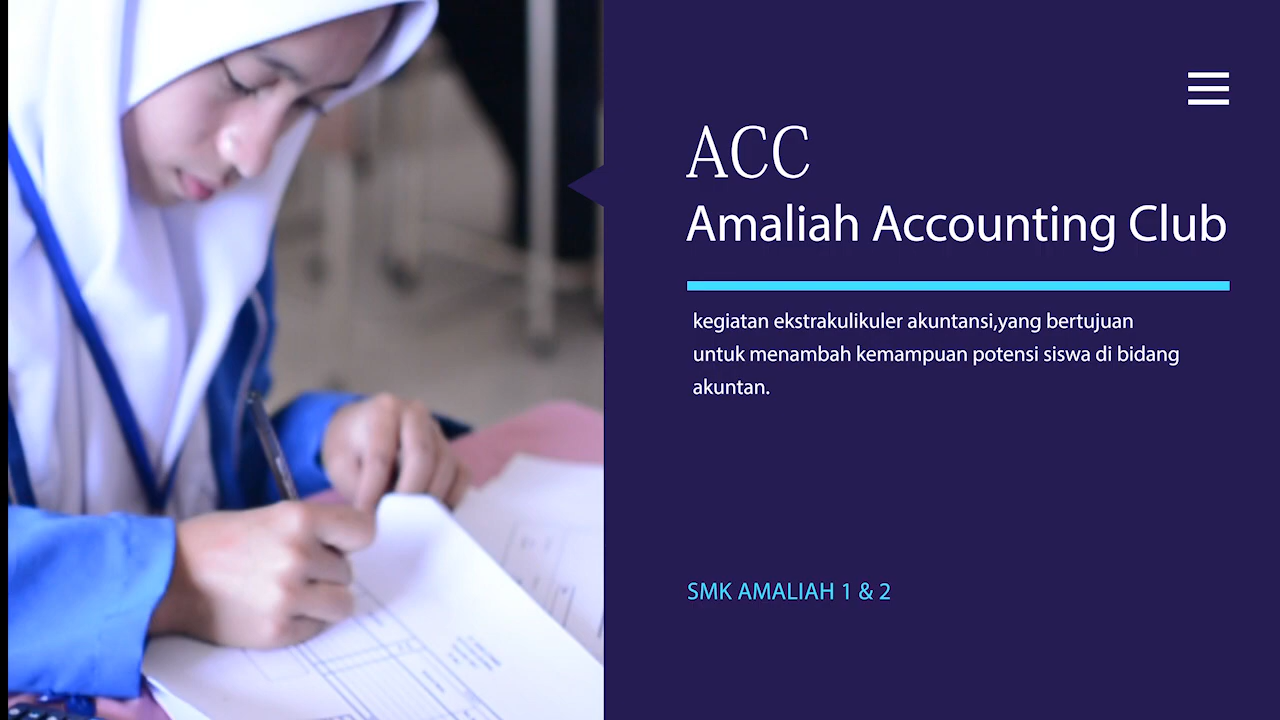 ACC
Amaliah Accounting Club
kegiatan ekstrakulikuler akuntansi,yang bertujuan
untuk menambah kemampuan potensi siswa di bidang
akuntan.
SMK AMALIAH 1 & 2